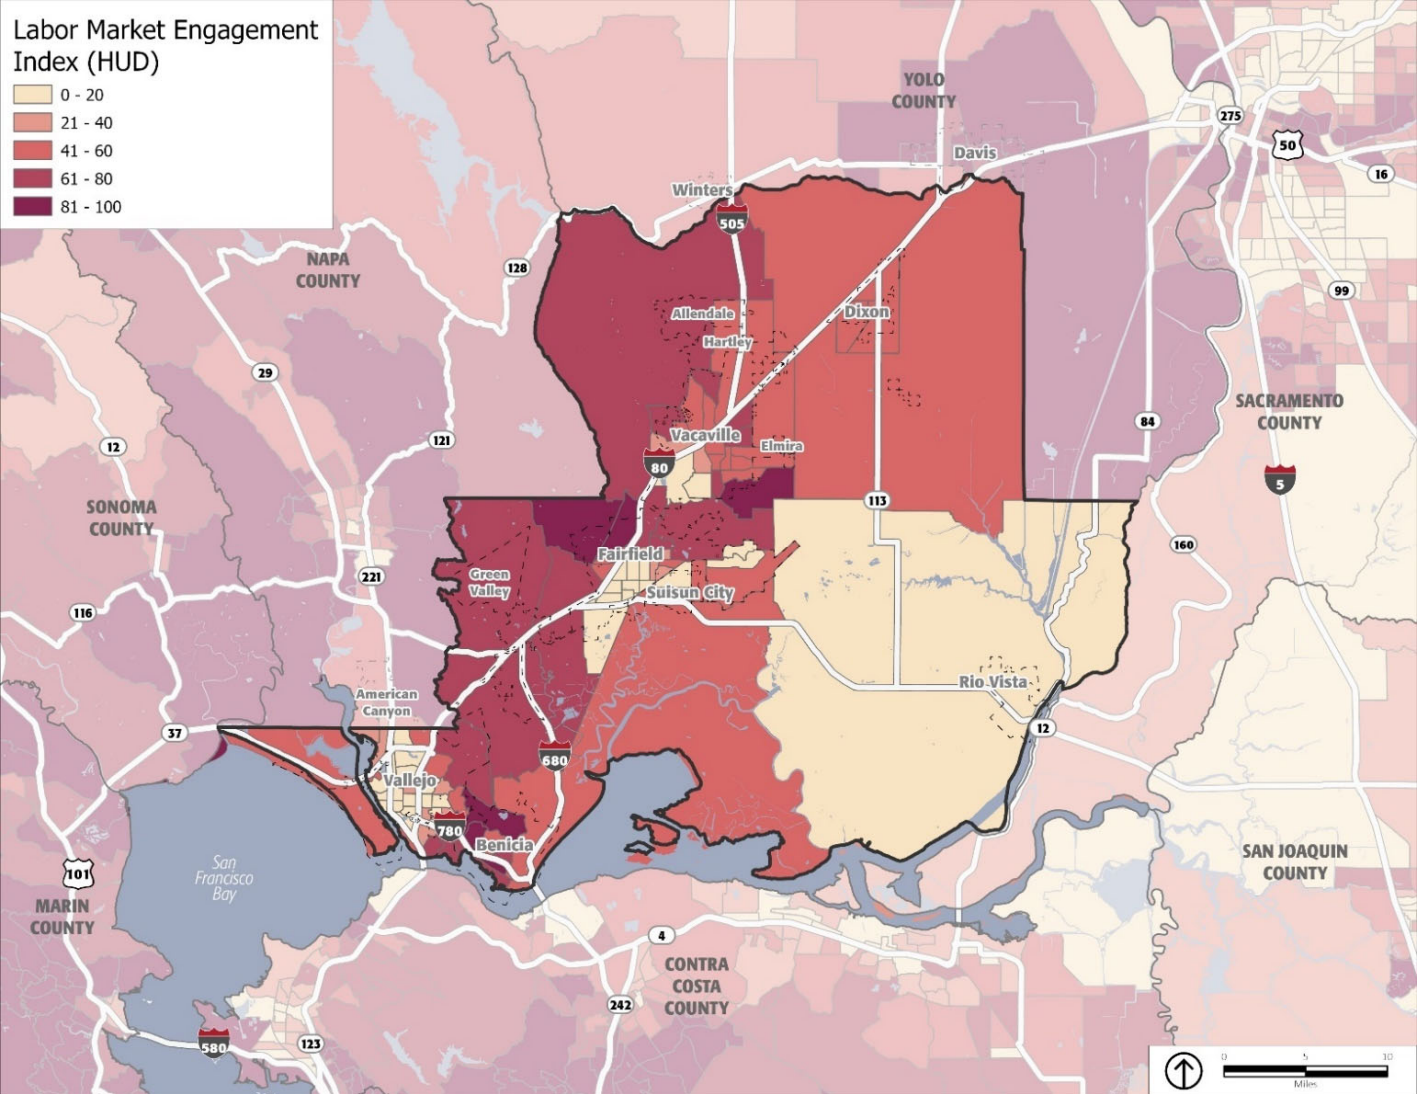 Labor Market Engagement
Index (HUD)
0 - 20
21 - 40
41 - 60
61 - 80
81 - 100
YOLO
COUNTY
275
50
Davis
16
Winters
505
NAPA
COUNTY
128
99
Allendale
Dixon
Hartley
29
SACRAMENTO
COUNTY
84
121
12
Vacaville
Elmira
80
5
113
SONOMA
COUNTY
160
Fairfield
221
Green
Valley
Suisun City
116
Rio Vista
American
Canyon
37
12
680
Vallejo
780
Benicia
San
Francisco
Bay
101
SAN JOAQUIN
COUNTY
MARIN
COUNTY
4
CONTRA
COSTA
COUNTY
242
580
123
0 5 10
Miles